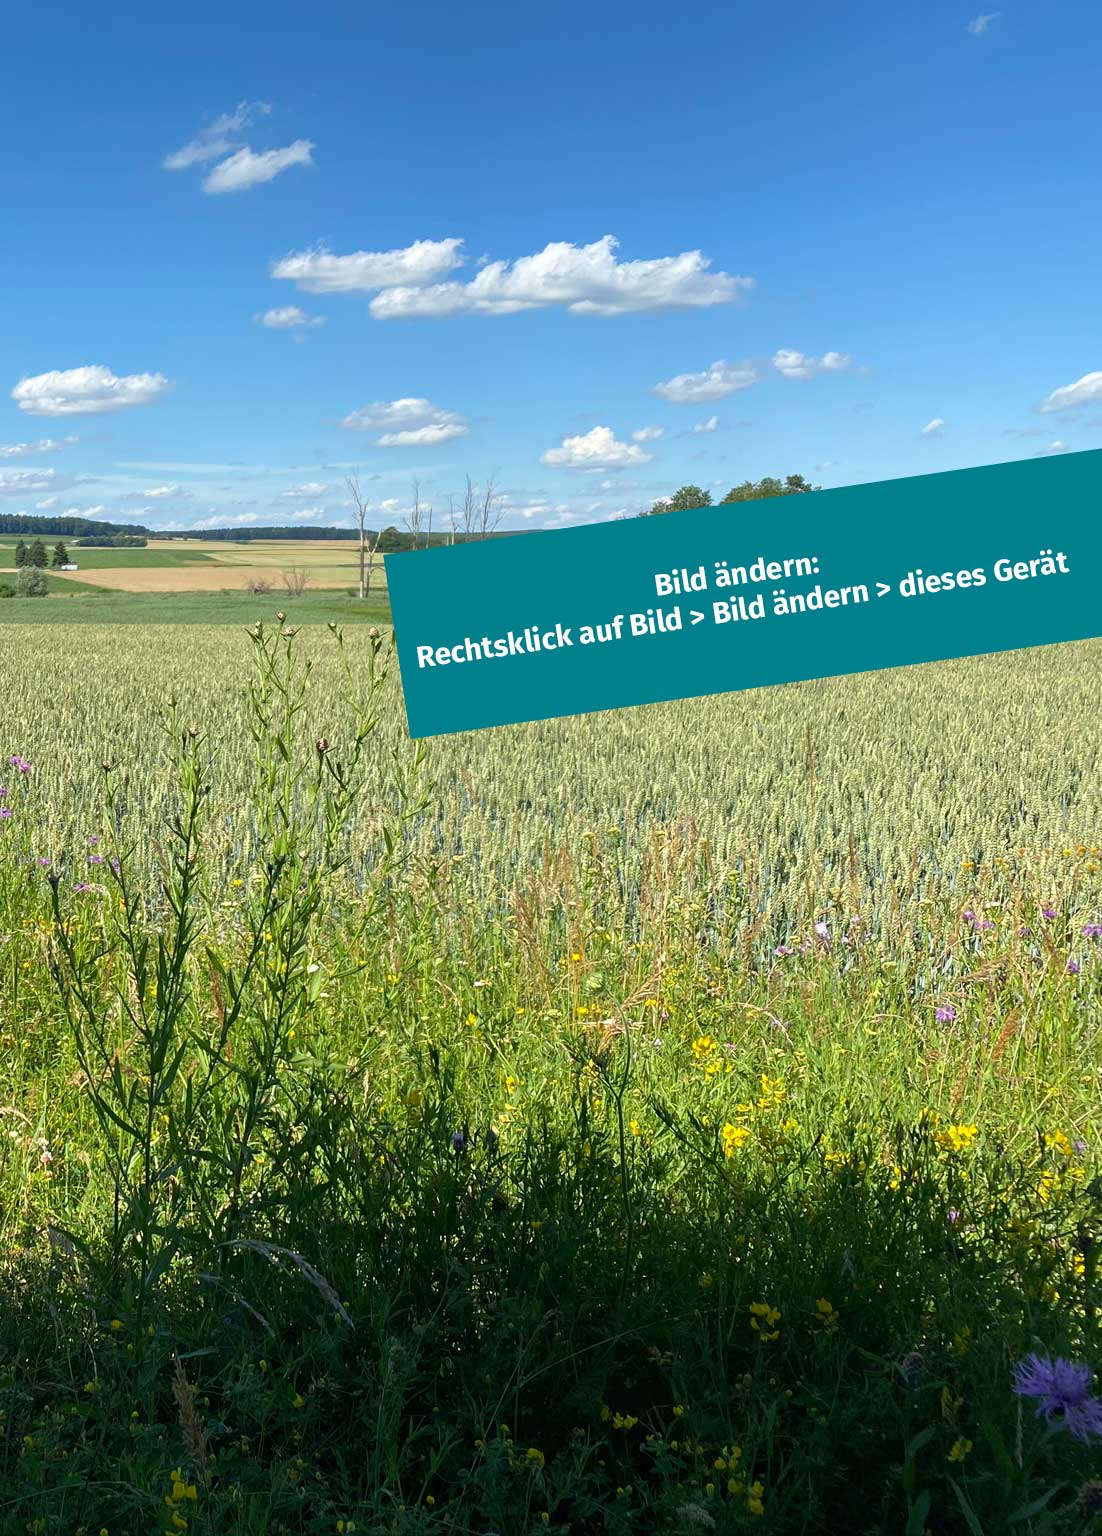 Bild ändern:
Rechtsklick auf Bild > Bild ändern > dieses Gerät